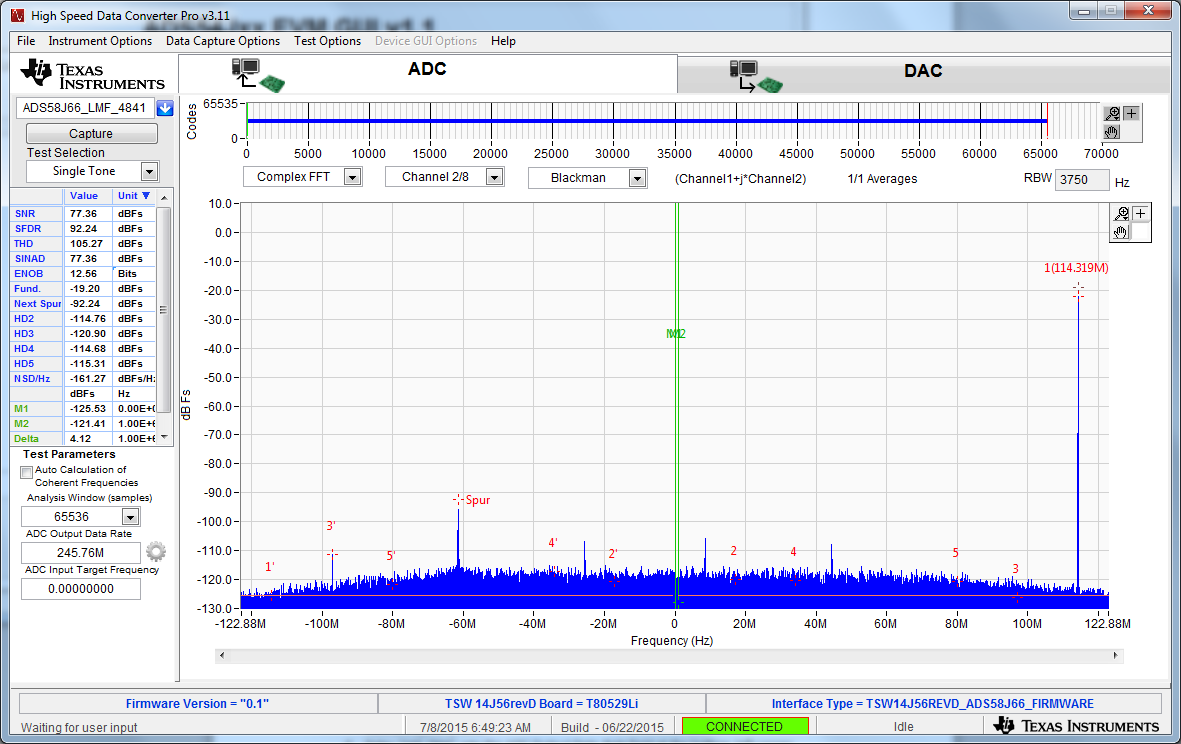 High Speed Data Converter Pro v3.11
File Instrument Options Data Capture Options Test Options Device GUI Options Help
TEXAS INSTRUMENTS
ADC
DAC
ADS58J66_LMF_4841
Capture
Test Selection
Single Tone
Codes
65535
0
0 5000 10000 15000 20000 25000 30000 35000 40000 45000 50000 55000 60000 65000 70000
Complex FFT Channel 2/8 Blackman (Channel1+j*Channel2) 1/1 Averages RBW 3750 Hz
Value Unit
SNR 77.36 dBFs
SFDR 92.24 dBFs
THD 105.27 dBFs
SINAD 77.36 dBFs
ENOB 12.56 Bits
Fund. -19.20 dBFs
Next Spur -92.24 dBFs
HD2 -114.76 dBFs
HD3 -120.90 dBFs
HD4 -114.68 dBFs
HD5 -115.31 dBFs
NSD/Hz -161.27 dBFs/Hz
dBFs Hz
M1 -125.53 0.00E+0
M2 -121.41 1.00E+6
Delta 4.12 1.00E+6
Test Parameters
Auto Calculation of
Coherent Frequencies
Analysis Window (samples)
65536
ADC Output Data Rate
245.76M
ADC Input Target Frequency
0.00000000
dB Fs
10.0
0.0
-10.0
-20.0
-30.0
-40.0
-50.0
-60.0
-70.0
-80.0
-90.0
-100.0
-110.0
-120.0
-130.0
1(114.319M)
Spur
1'
3'
5'
4'
2'
2
4
5
3
-122.88M -100M -80M -60M -40M -20M 0 20M 40M 60M 80M 100M 122.88M
Frequency (Hz)
Firmware Version = "0.1" TSW 14J56revD Board = T80529Li Interface Type = TSW14J56REVD_ADS58J66_FIRMWARE
Waiting for user input 7/8/2015 6:49:23 AM Build - 06/22/2015 CONNECTED Idle TEXAS INSTRUMENTS